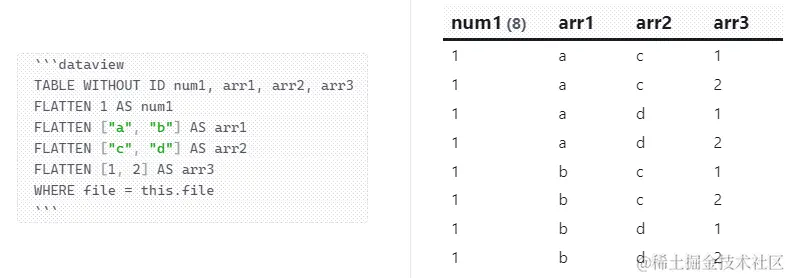 ```dataview
TABLE WITHOUT ID num1, arr1, arr2, arr3
FLATTEN 1 AS num1
FLATTEN ["a", "b"] AS arr1
FLATTEN ["c", "d"] AS arr2
FLATTEN [1, 2] AS arr3
WHERE file = this.file
```
num1 (8) arr1 arr2 arr3
1 a c 1
1 a c 2
1 a d 1
1 a d 2
1 b c 1
1 b c 2
1 b d 1
1 b d 2
@稀土掘金技术社区